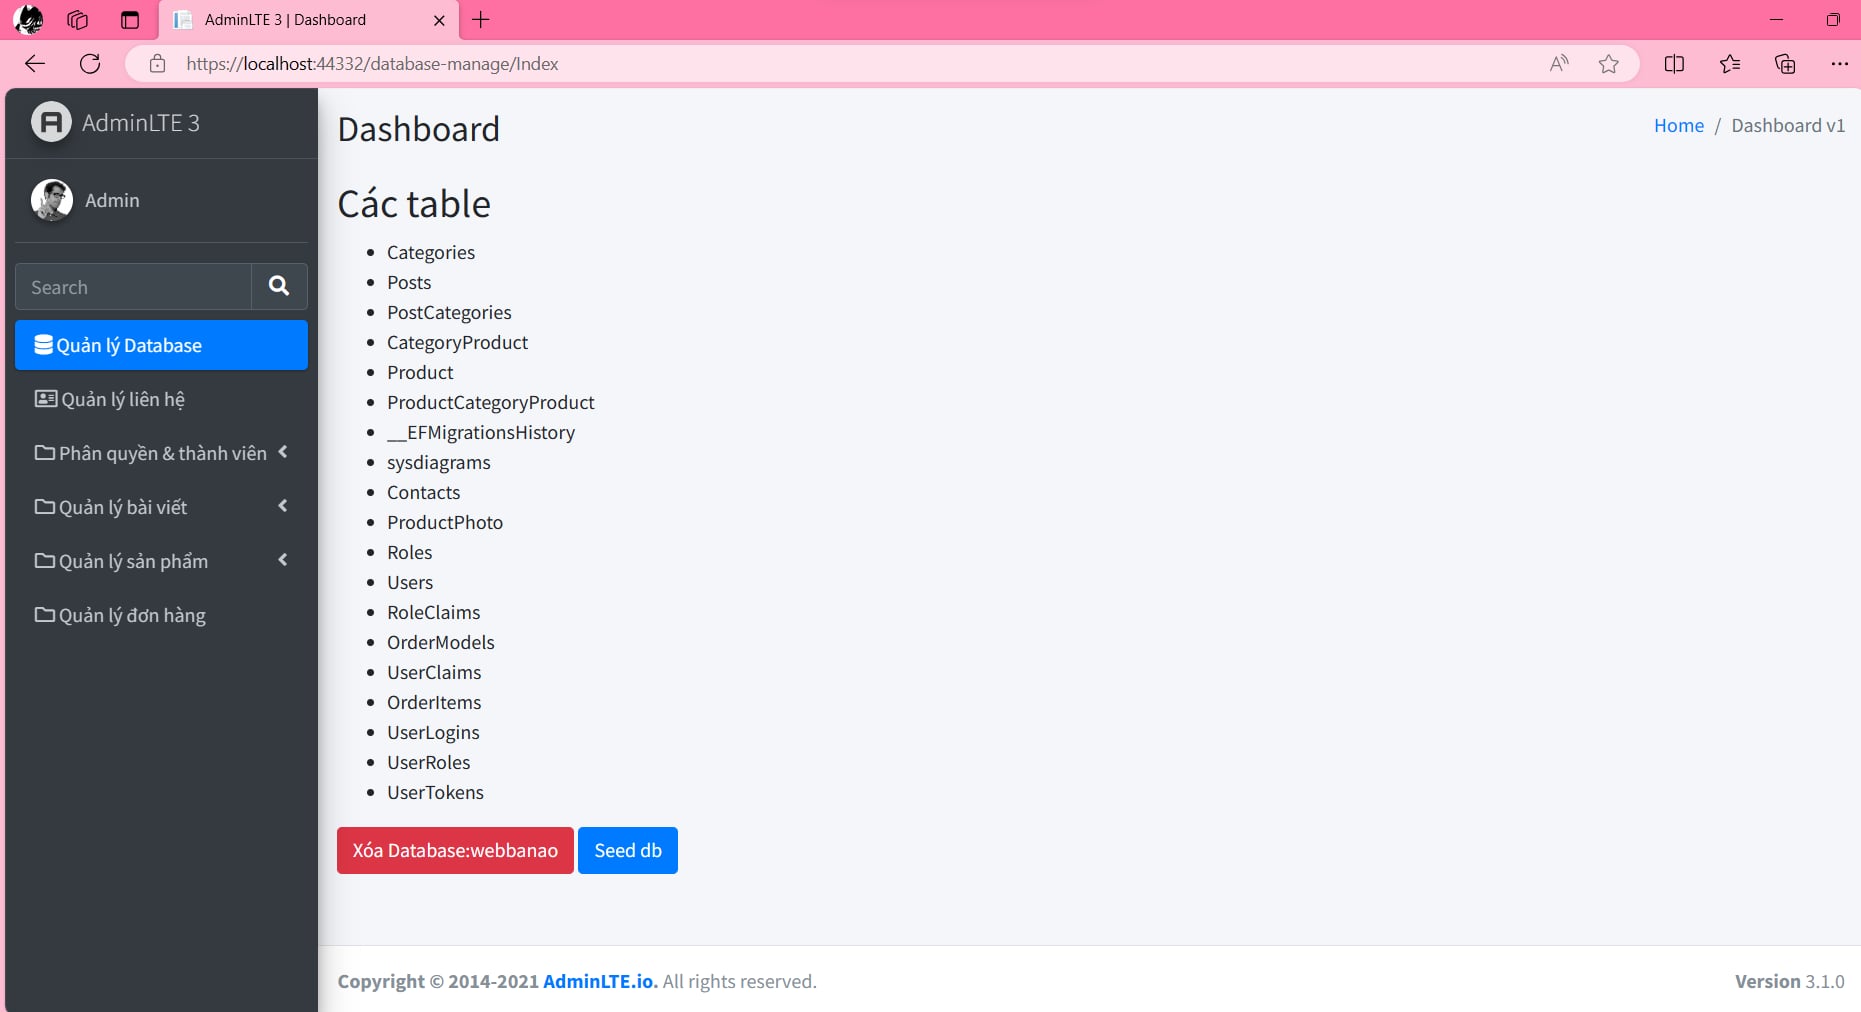 AdminLTE 3 | Dashboard
https://localhost:44332/database-manage/Index
AdminLTE 3
Admin
Search
Quản lý Database
Quản lý liên hệ
Phân quyền & thành viên
Quản lý bài viết
Quản lý sản phẩm
Quản lý đơn hàng
Dashboard
Home / Dashboard v1
Các table
Categories
Posts
PostCategories
CategoryProduct
Product
ProductCategoryProduct
__EFMigrationsHistory
sysdiagrams
Contacts
ProductPhoto
Roles
Users
RoleClaims
OrderModels
UserClaims
OrderItems
UserLogins
UserRoles
UserTokens
Xóa Database:webbanao
Seed db
Copyright © 2014-2021 AdminLTE.io. All rights reserved.
Version 3.1.0